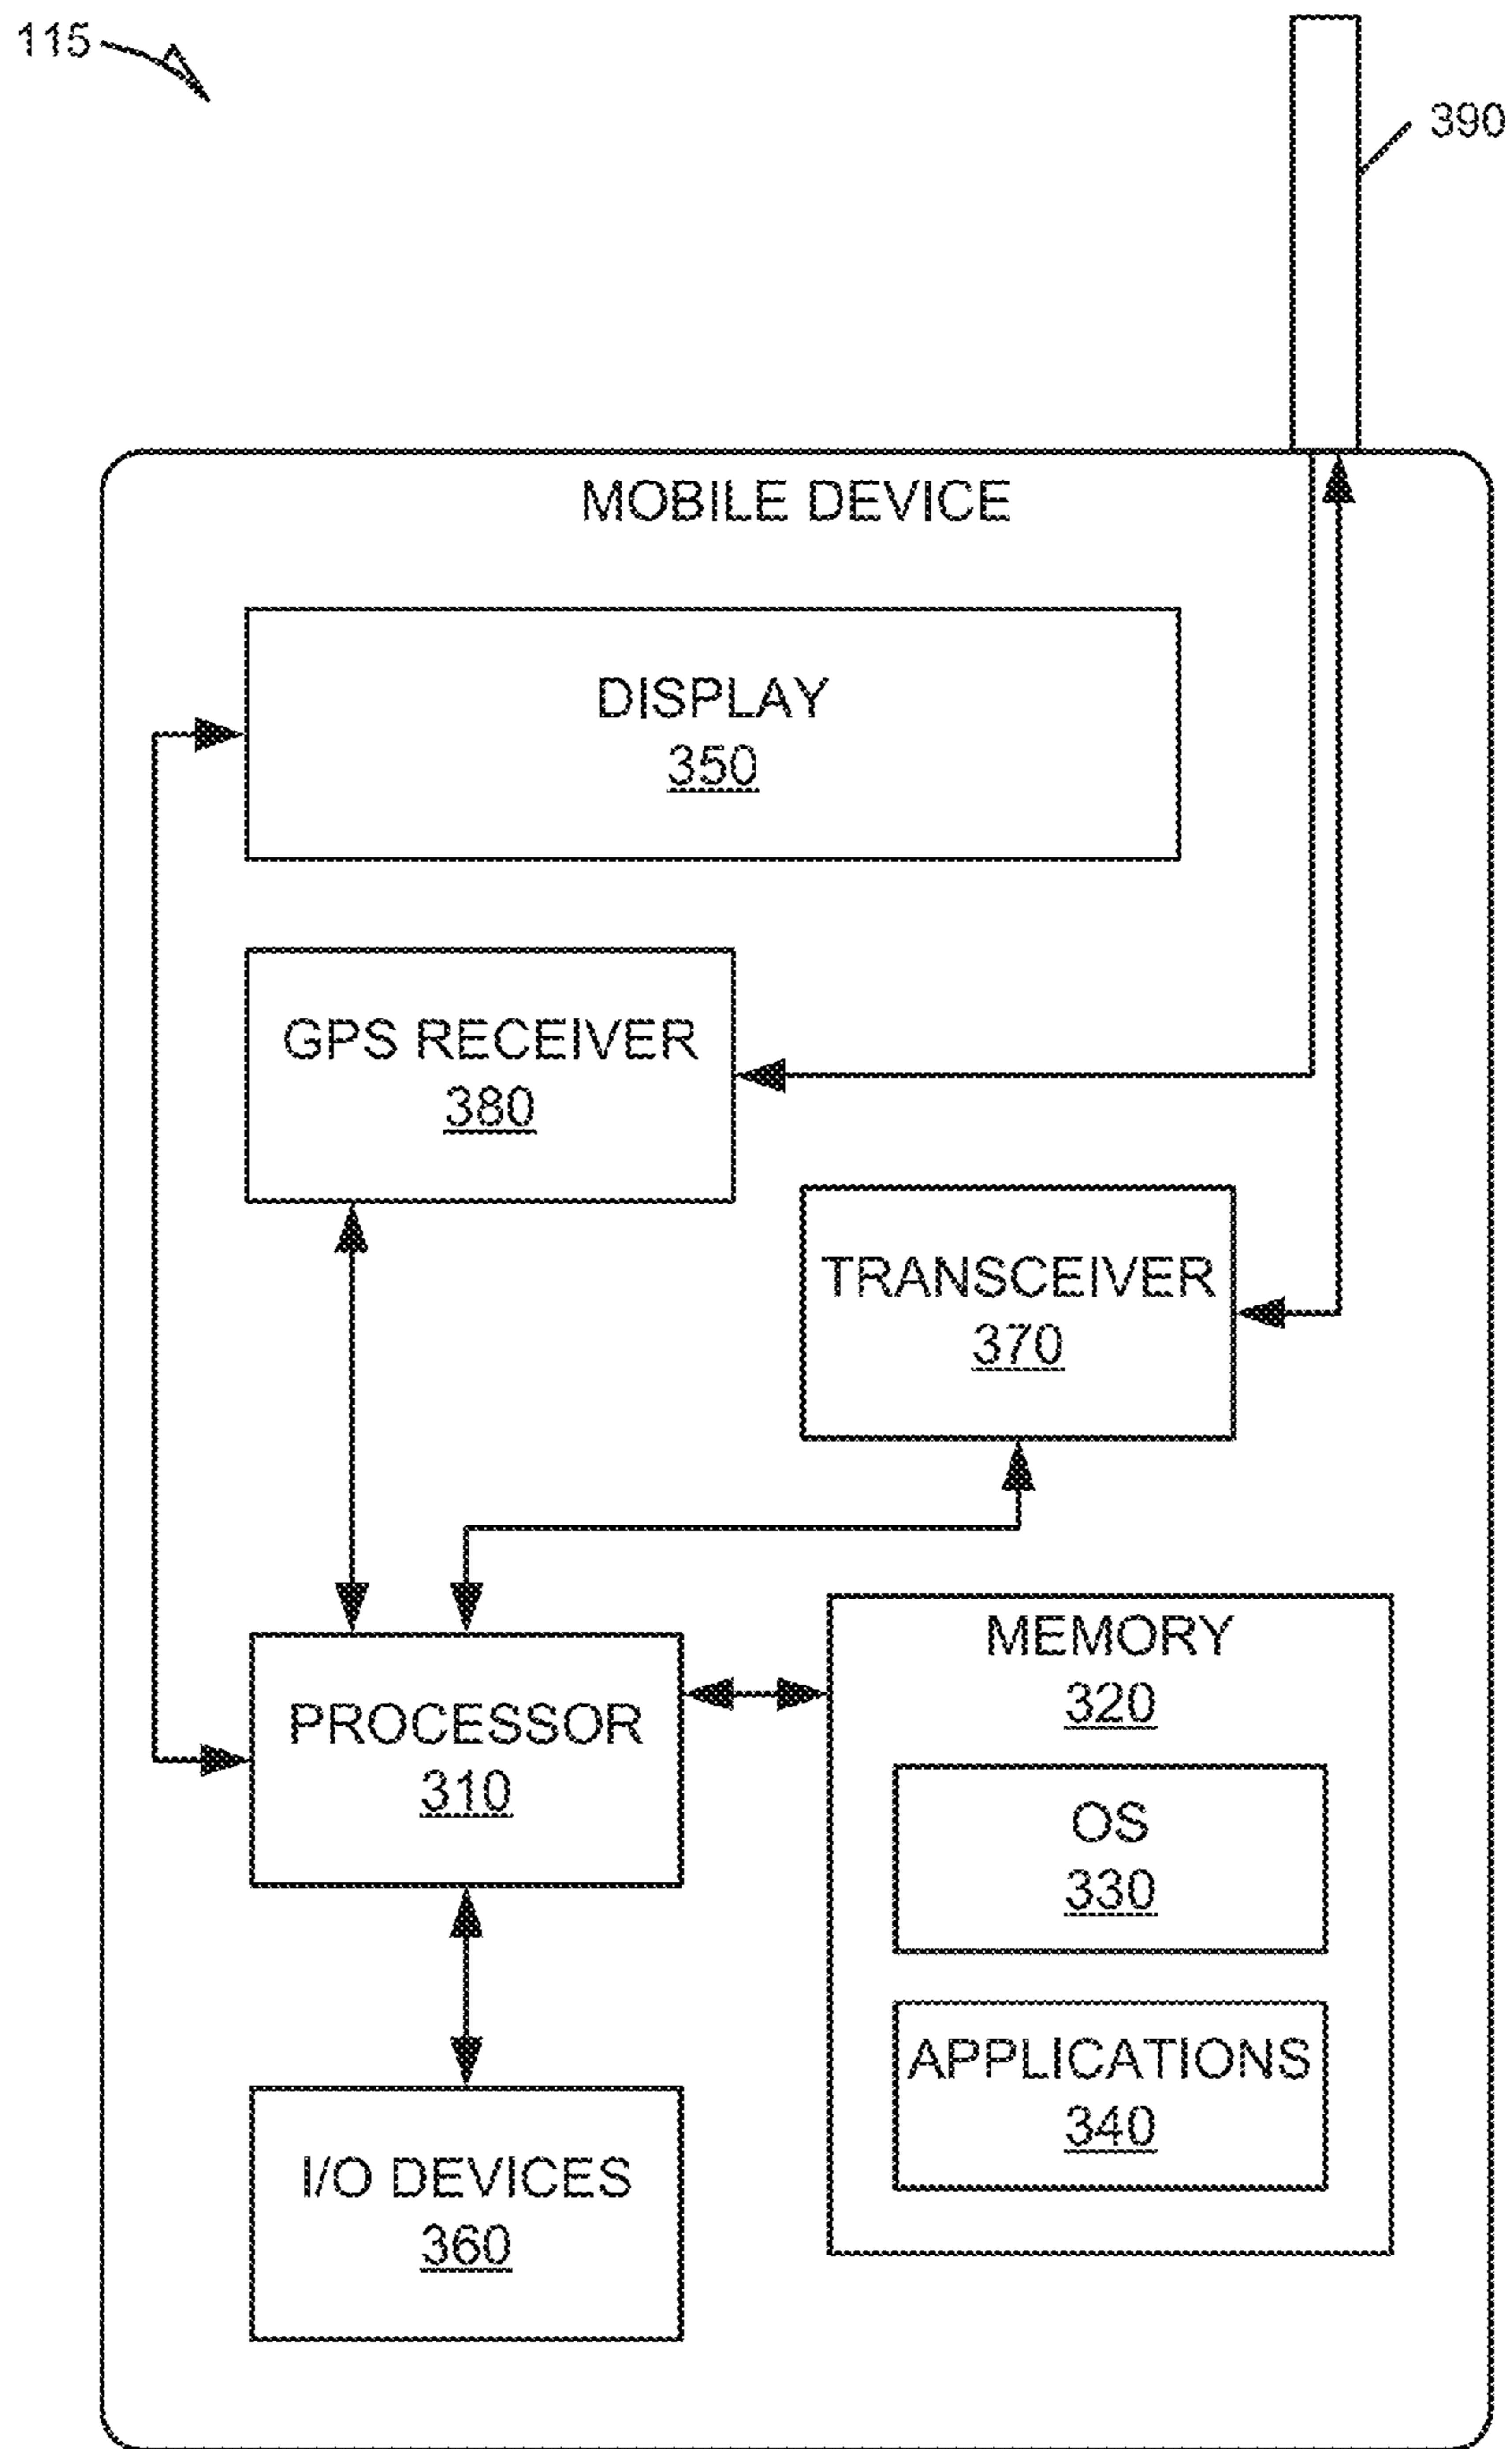 115
390
MOBILE DEVICE
DISPLAY
350
GPS RECEIVER
380
TRANSCEIVER
370
PROCESSOR
310
MEMORY
320
OS
330
APPLICATIONS
340
I/O DEVICES
360